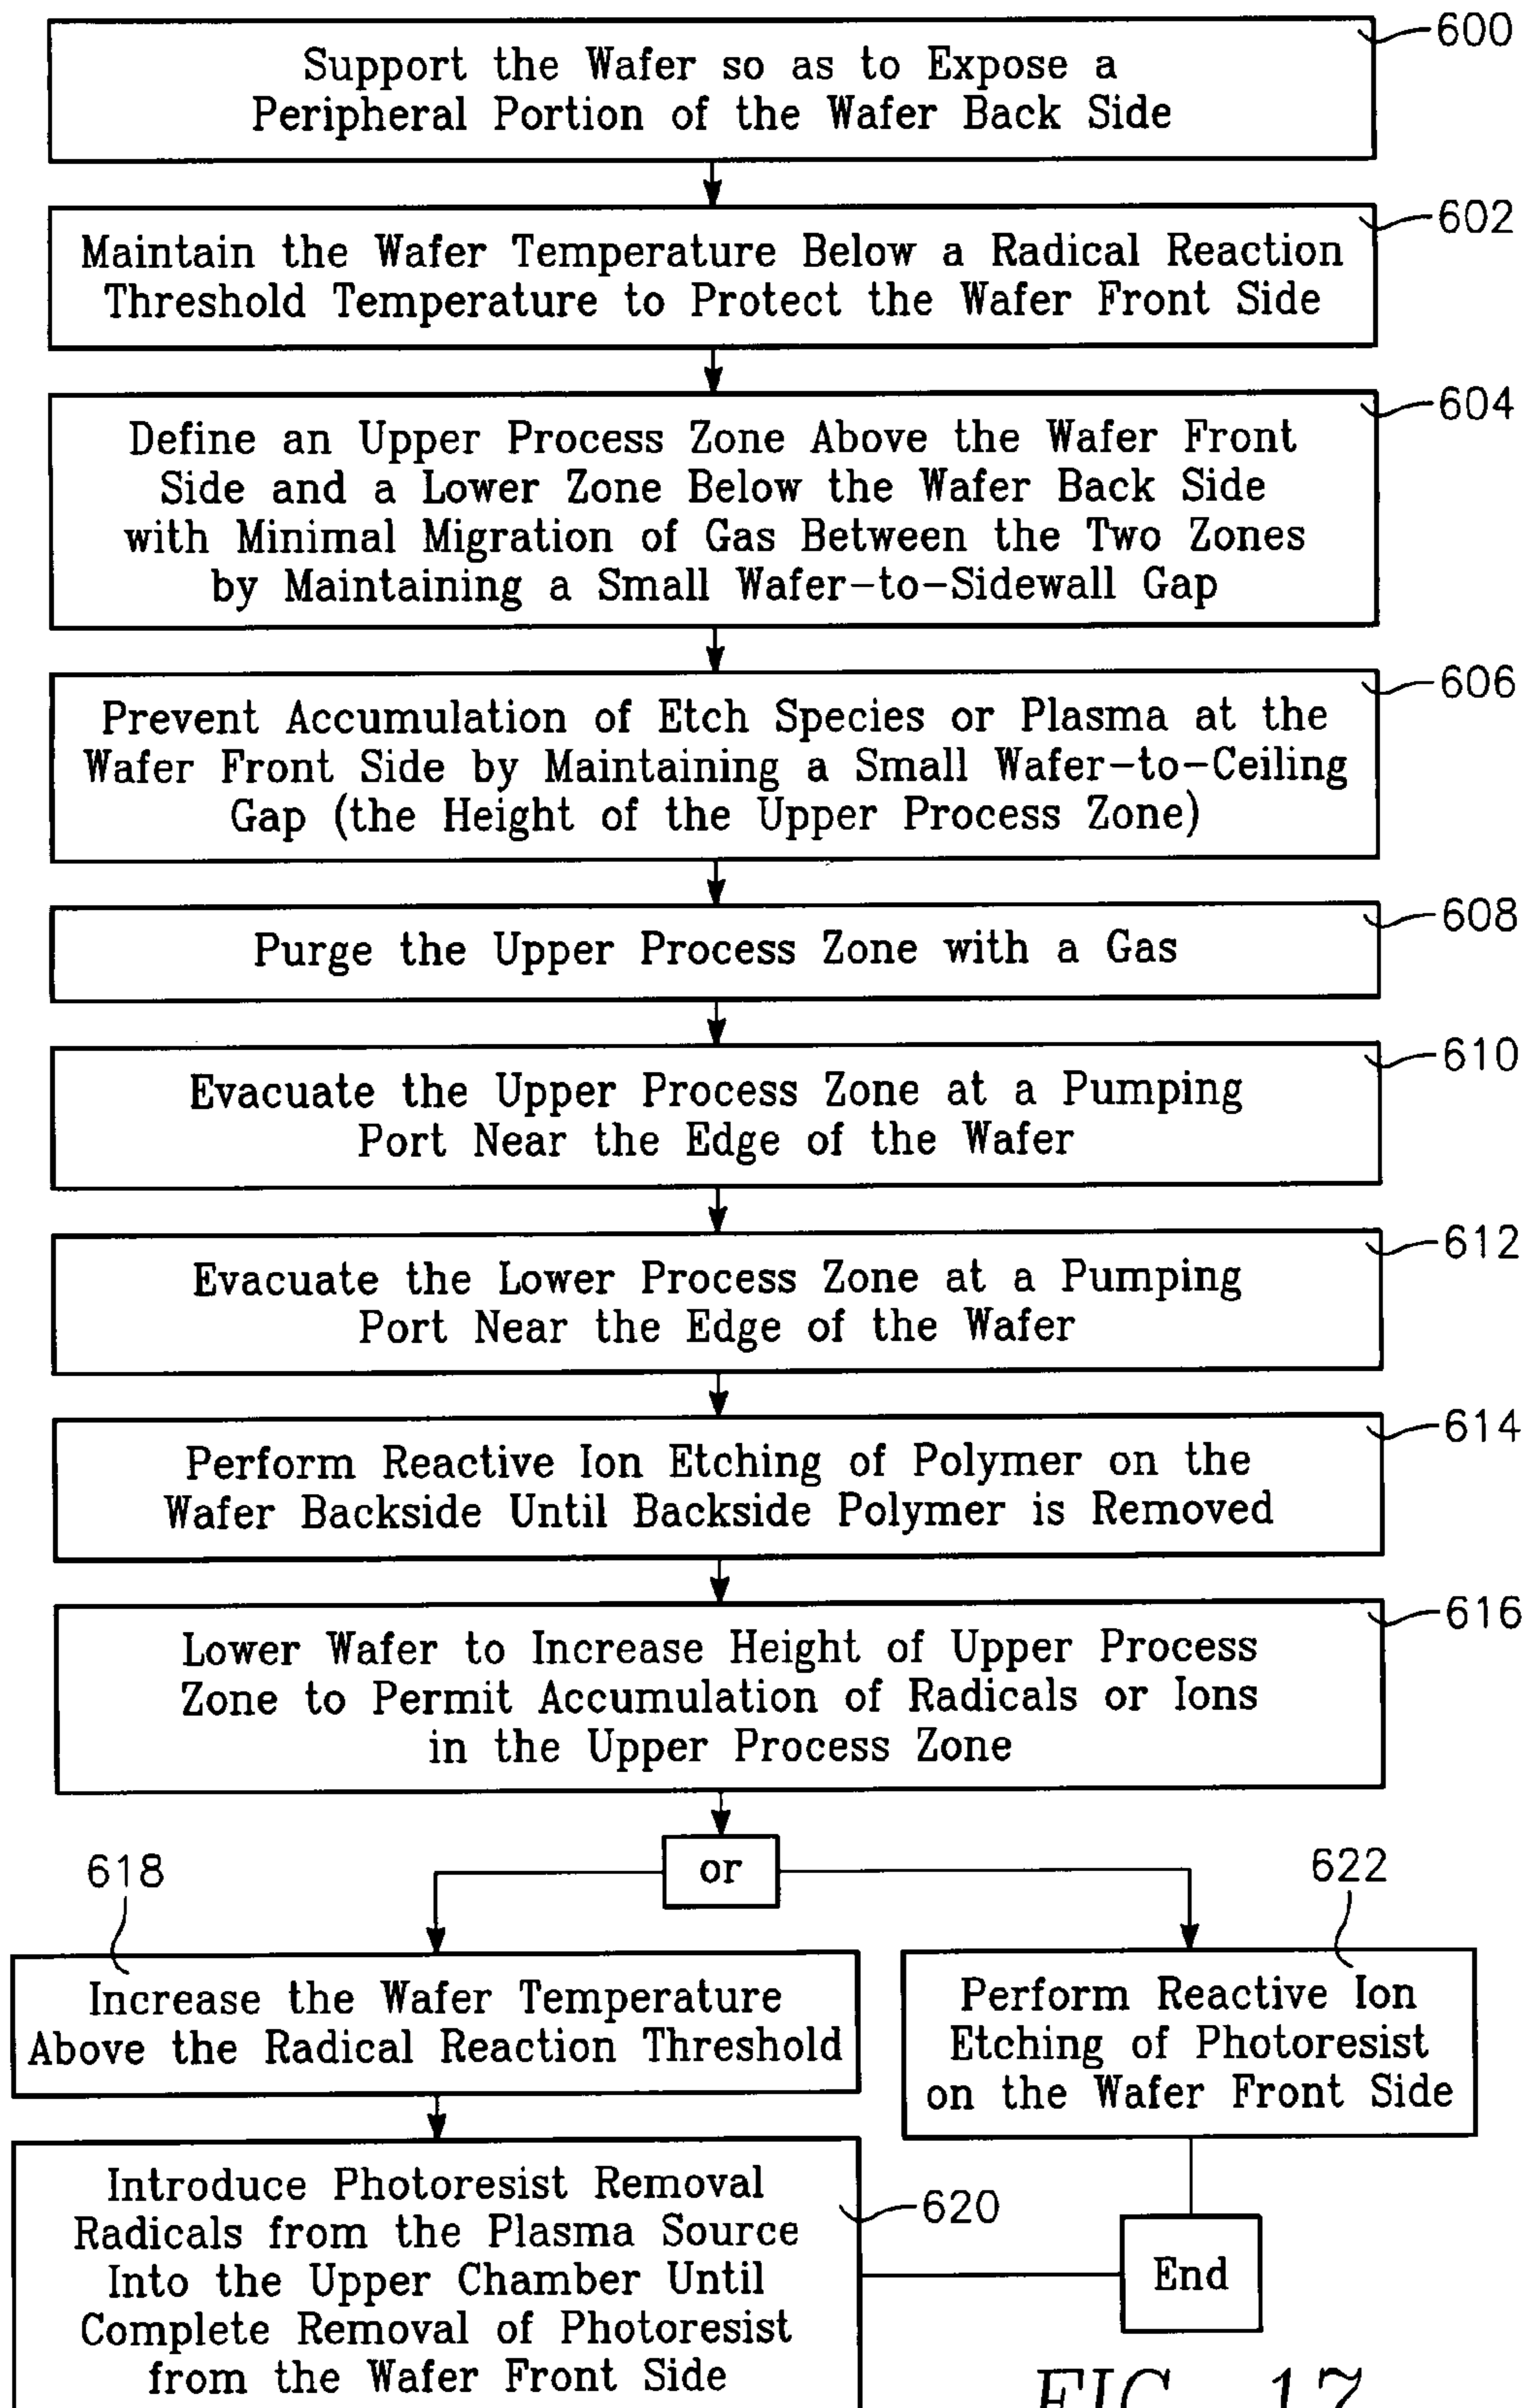 600
Support the Wafer so as to Expose a
Peripheral Portion of the Wafer Back Side
602
Maintain the Wafer Temperature Below a Radical Reaction
Threshold Temperature to Protect the Wafer Front Side
604
Define an Upper Process Zone Above the Wafer Front
Side and a Lower Zone Below the Wafer Back Side
with Minimal Migration of Gas Between the Two Zones
by Maintaining a Small Wafer-to-Sidewall Gap
606
Prevent Accumulation of Etch Species or Plasma at the
Wafer Front Side by Maintaining a Small Wafer-to-Ceiling
Gap (the Height of the Upper Process Zone)
608
Purge the Upper Process Zone with a Gas
610
Evacuate the Upper Process Zone at a Pumping
Port Near the Edge of the Wafer
612
Evacuate the Lower Process Zone at a Pumping
Port Near the Edge of the Wafer
614
Perform Reactive Ion Etching of Polymer on the
Wafer Backside Until Backside Polymer is Removed
616
Lower Wafer to Increase Height of Upper Process
Zone to Permit Accumulation of Radicals or Ions
in the Upper Process Zone
or
618
Increase the Wafer Temperature
Above the Radical Reaction Threshold
622
Perform Reactive Ion
Etching of Photoresist
on the Wafer Front Side
620
Introduce Photoresist Removal
Radicals from the Plasma Source
Into the Upper Chamber Until
Complete Removal of Photoresist
from the Wafer Front Side
End
FIG. 17